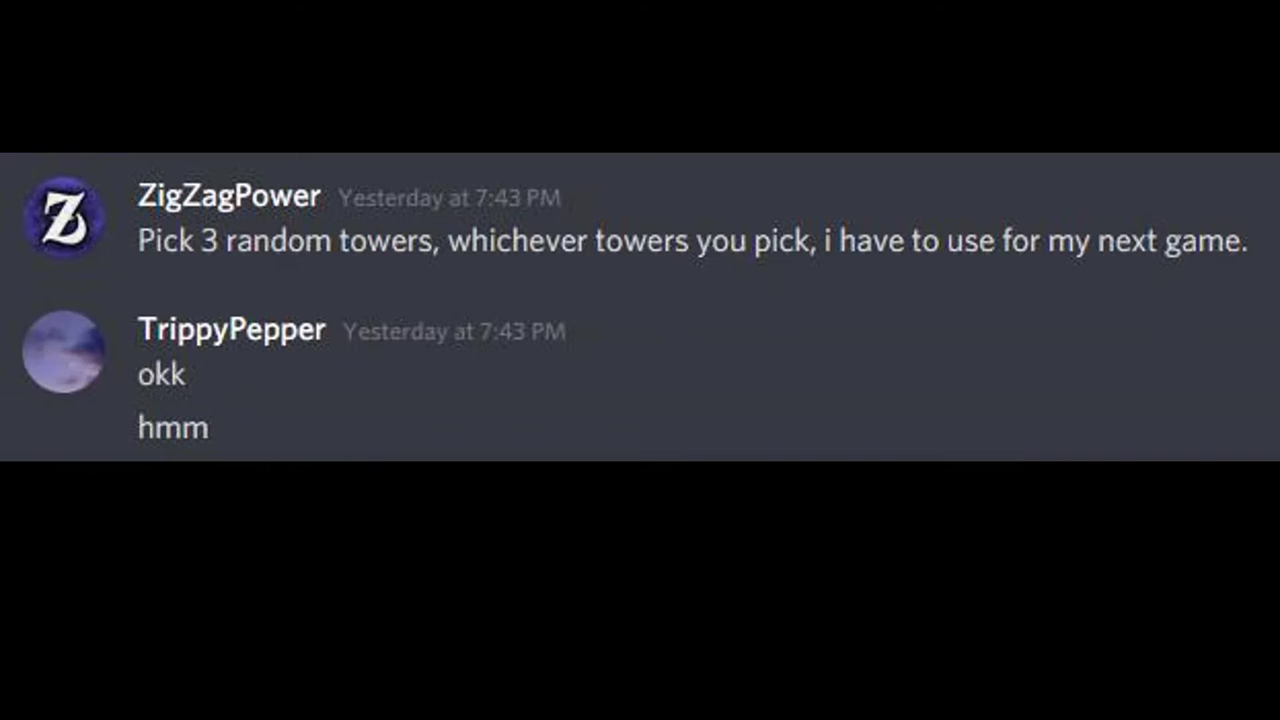 Z
ZigZagPower Yesterday at 7:43 PM
Pick 3 random towers, whichever towers you pick, i have to use for my next game.
TrippyPepper Yesterday at 7:43 PM
okk
hmm